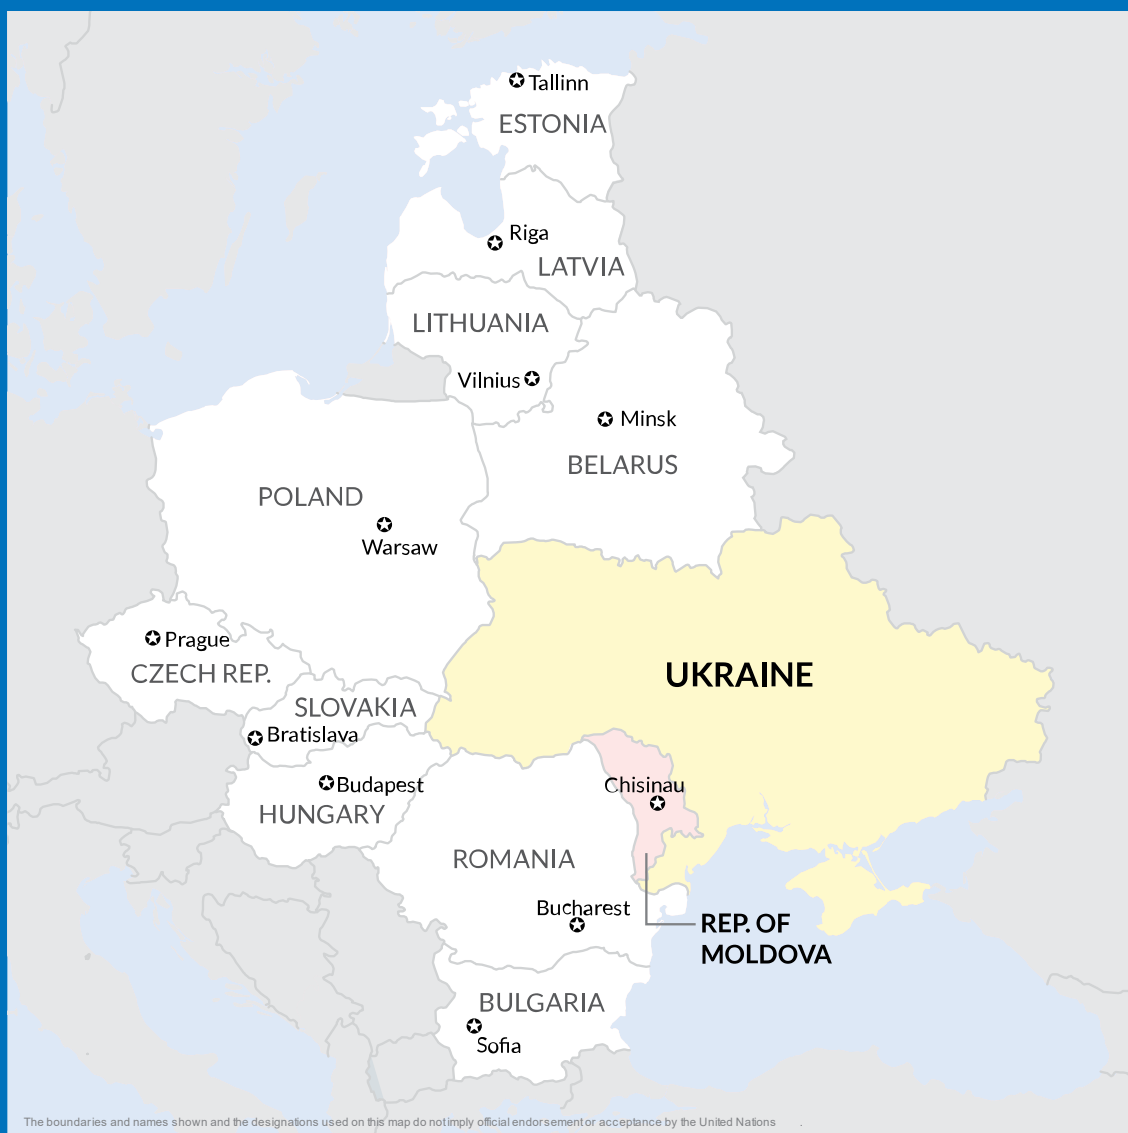 Tallinn
ESTONIA
Riga
LATVIA
LITHUANIA
Vilnius
Minsk
BELARUS
POLAND
Warsaw
Prague
CZECH REP.
UKRAINE
SLOVAKIA
Bratislava
Budapest
HUNGARY
Chisinau
ROMANIA
Bucharest
REP. OF
MOLDOVA
BULGARIA
Sofia
The boundaries and names shown and the designations used on this map do not imply official endorsement or acceptance by the United Nations .